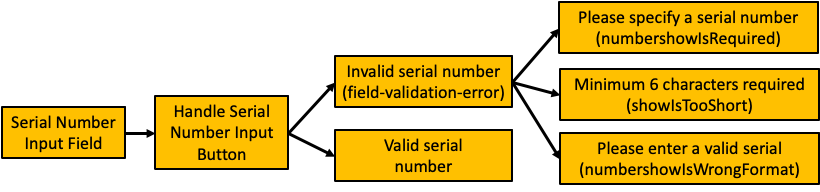 Serial Number
Input Field
Handle Serial
Number Input
Button
Invalid serial number
(field-validation-error)
Valid serial
number
Please specify a serial number
(numbershowIsRequired)
Minimum 6 characters required
(showIsTooShort)
Please enter a valid serial
(numbershowIsWrongFormat)